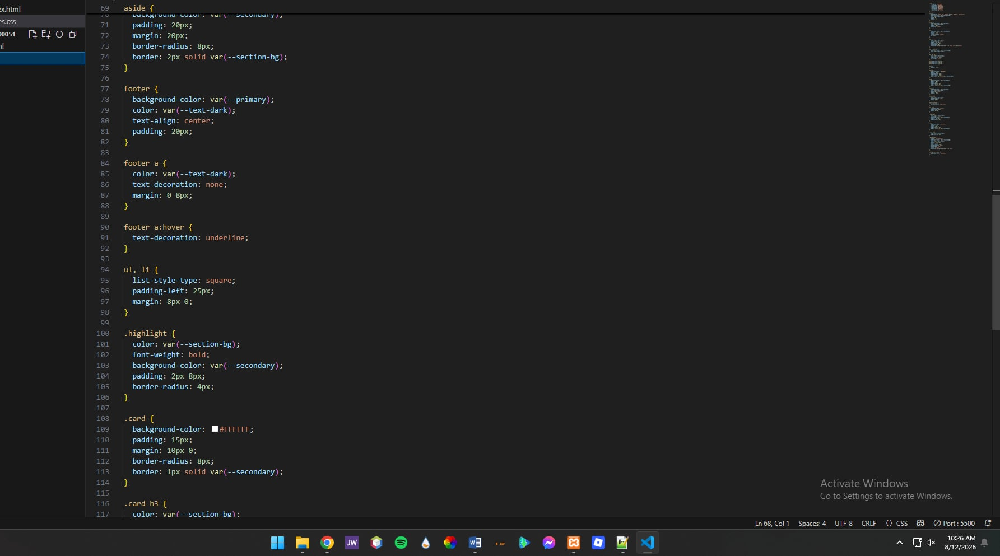 ex.html
es.css
00051
ml
69 aside {
70 background-color: var(--secondary);
71 padding: 20px;
72 margin: 20px;
73 border-radius: 8px;
74 border: 2px solid var(--section-bg);
75 }
76
77 footer {
78 background-color: var(--primary);
79 color: var(--text-dark);
80 text-align: center;
81 padding: 20px;
82 }
83
84 footer a {
85 color: var(--text-dark);
86 text-decoration: none;
87 margin: 0 8px;
88 }
89
90 footer a:hover {
91 text-decoration: underline;
92 }
93
94 ul, li {
95 list-style-type: square;
96 padding-left: 25px;
97 margin: 8px 0;
98 }
99
100 .highlight {
101 color: var(--section-bg);
102 font-weight: bold;
103 background-color: var(--secondary);
104 padding: 2px 8px;
105 border-radius: 4px;
106 }
107
108 .card {
109 background-color: #FFFFFF;
110 padding: 15px;
111 margin: 10px 0;
112 border-radius: 8px;
113 border: 1px solid var(--secondary);
114 }
115
116 .card h3 {
117 color: var(--section-bg);
Activate Windows
Go to Settings to activate Windows.
Ln 68, Col 1 Spaces: 4 UTF-8 CRLF {} CSS Port : 5500
JW
10:26 AM
8/12/2026